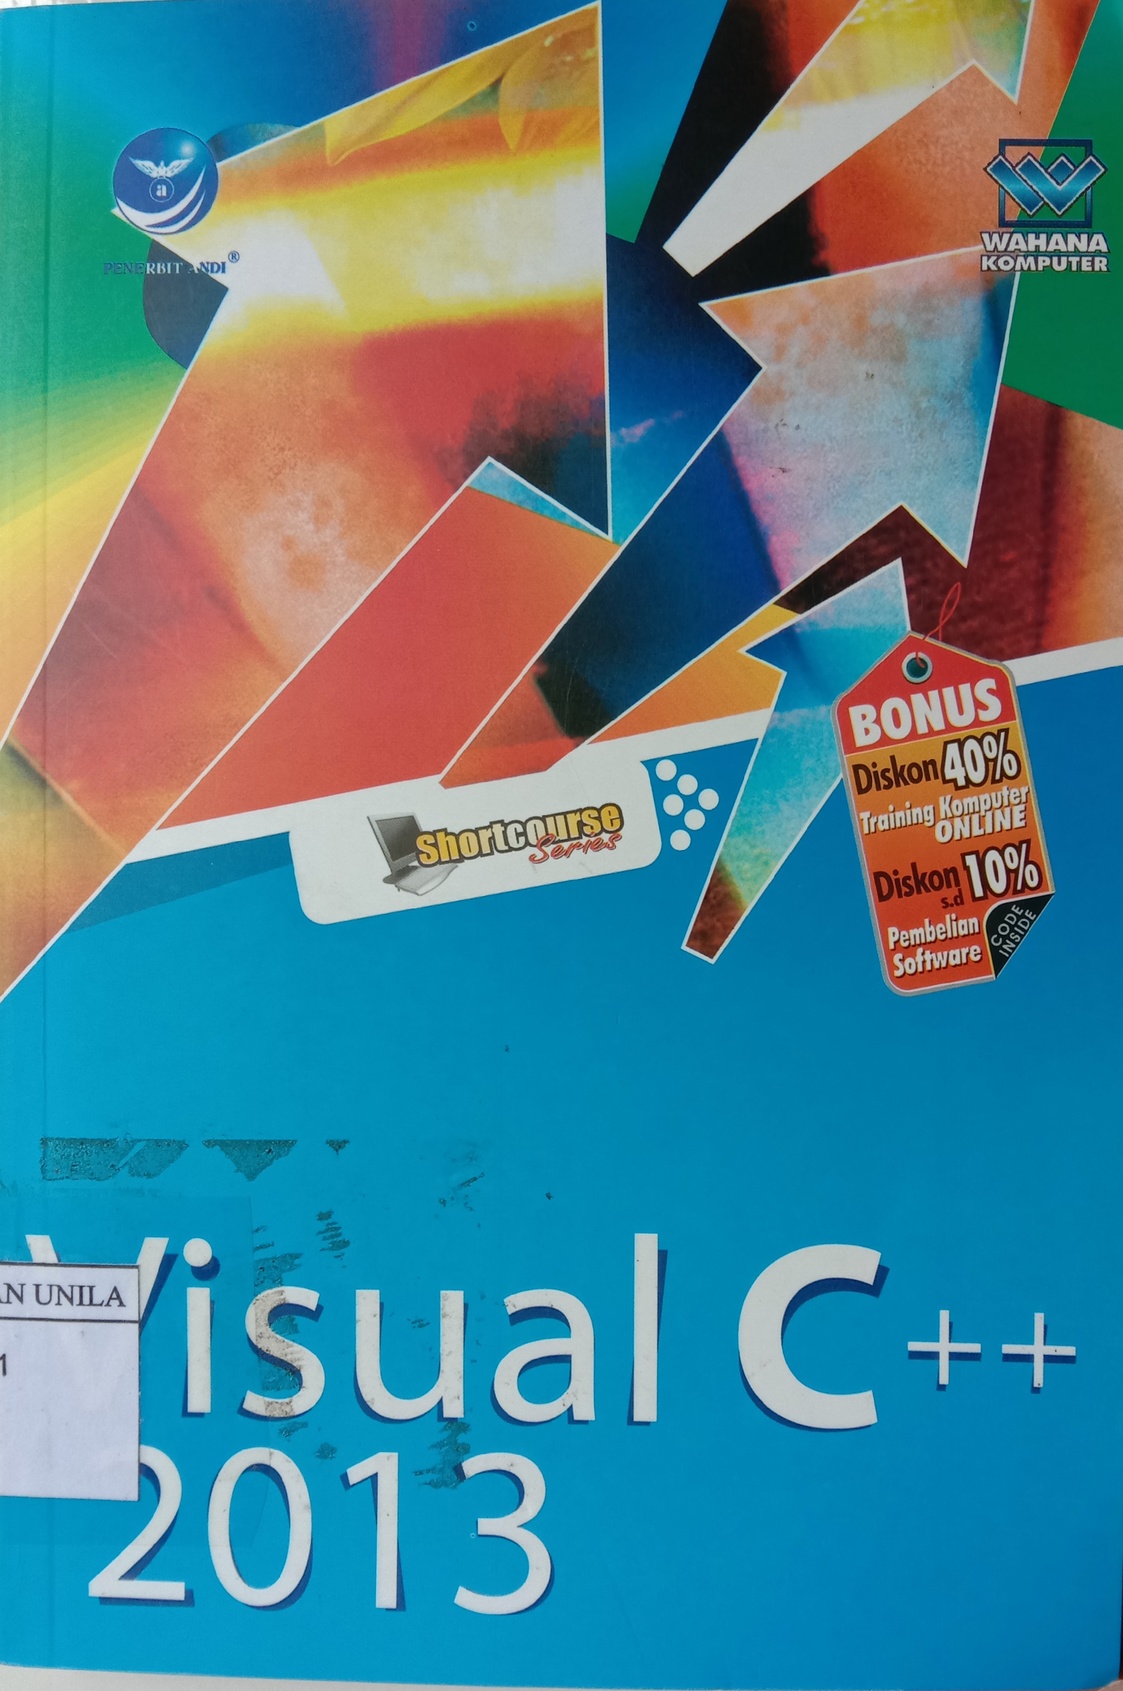 a
PENERBIT ANDI®
WAHANA
KOMPUTER
BONUS
Diskon 40%
Training Komputer
ONLINE
Diskon
s.d 10%
Pembelian
Software
CODE
INSIDE
Shortcourse
Series
Visual C++
2013
AN UNILA
1